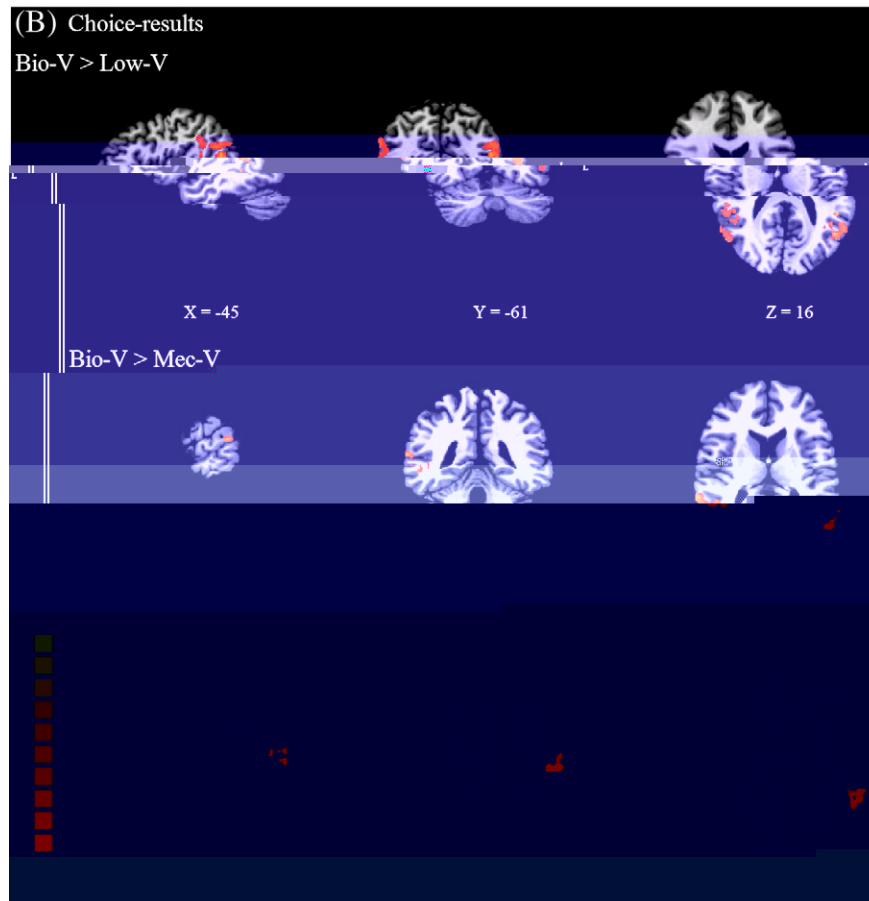 (B) Choice-results
Bio-V > Low-V
L
L
X = -45
Y = -61
Z = 16
Bio-V > Mec-V